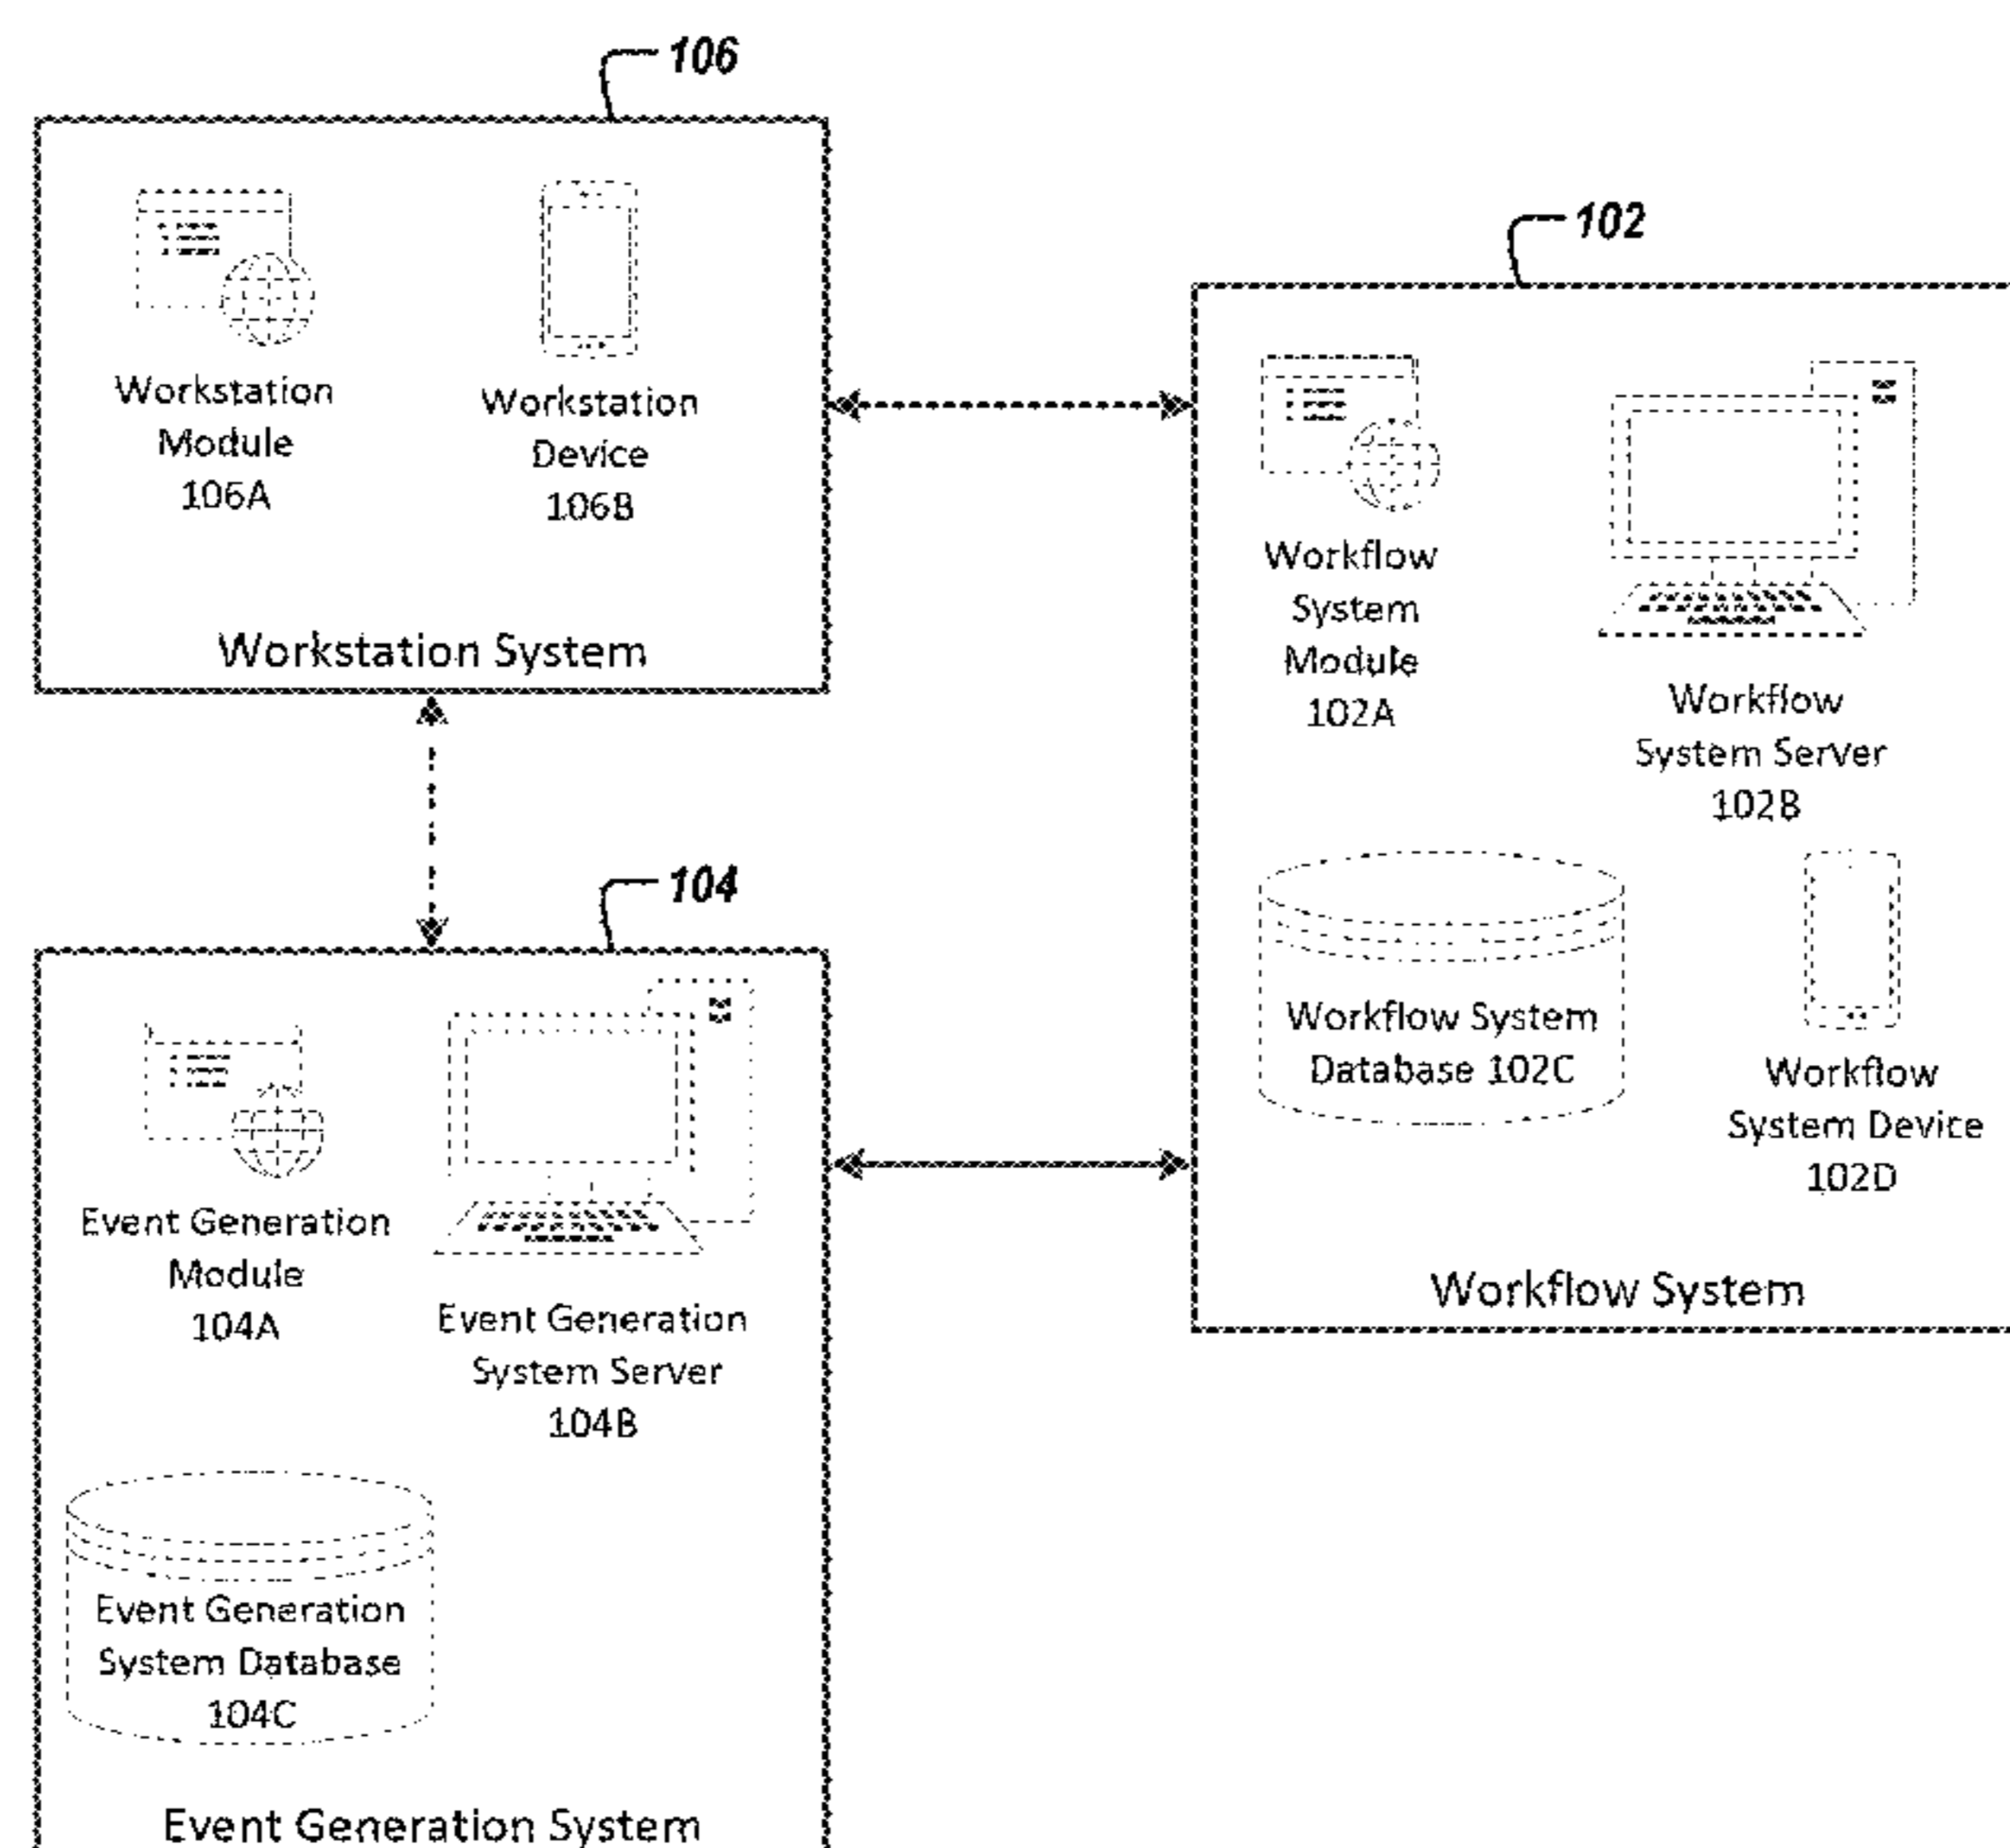 106
Workstation
Module
106A
Workstation
Device
106B
Workstation System
102
Workflow
System
Module
102A
Workflow
System Server
102B
Workflow System
Database 102C
Workflow
System Device
102D
Workflow System
104
Event Generation
Module
104A
Event Generation
System Server
104B
Event Generation
System Database
104C
Event Generation System